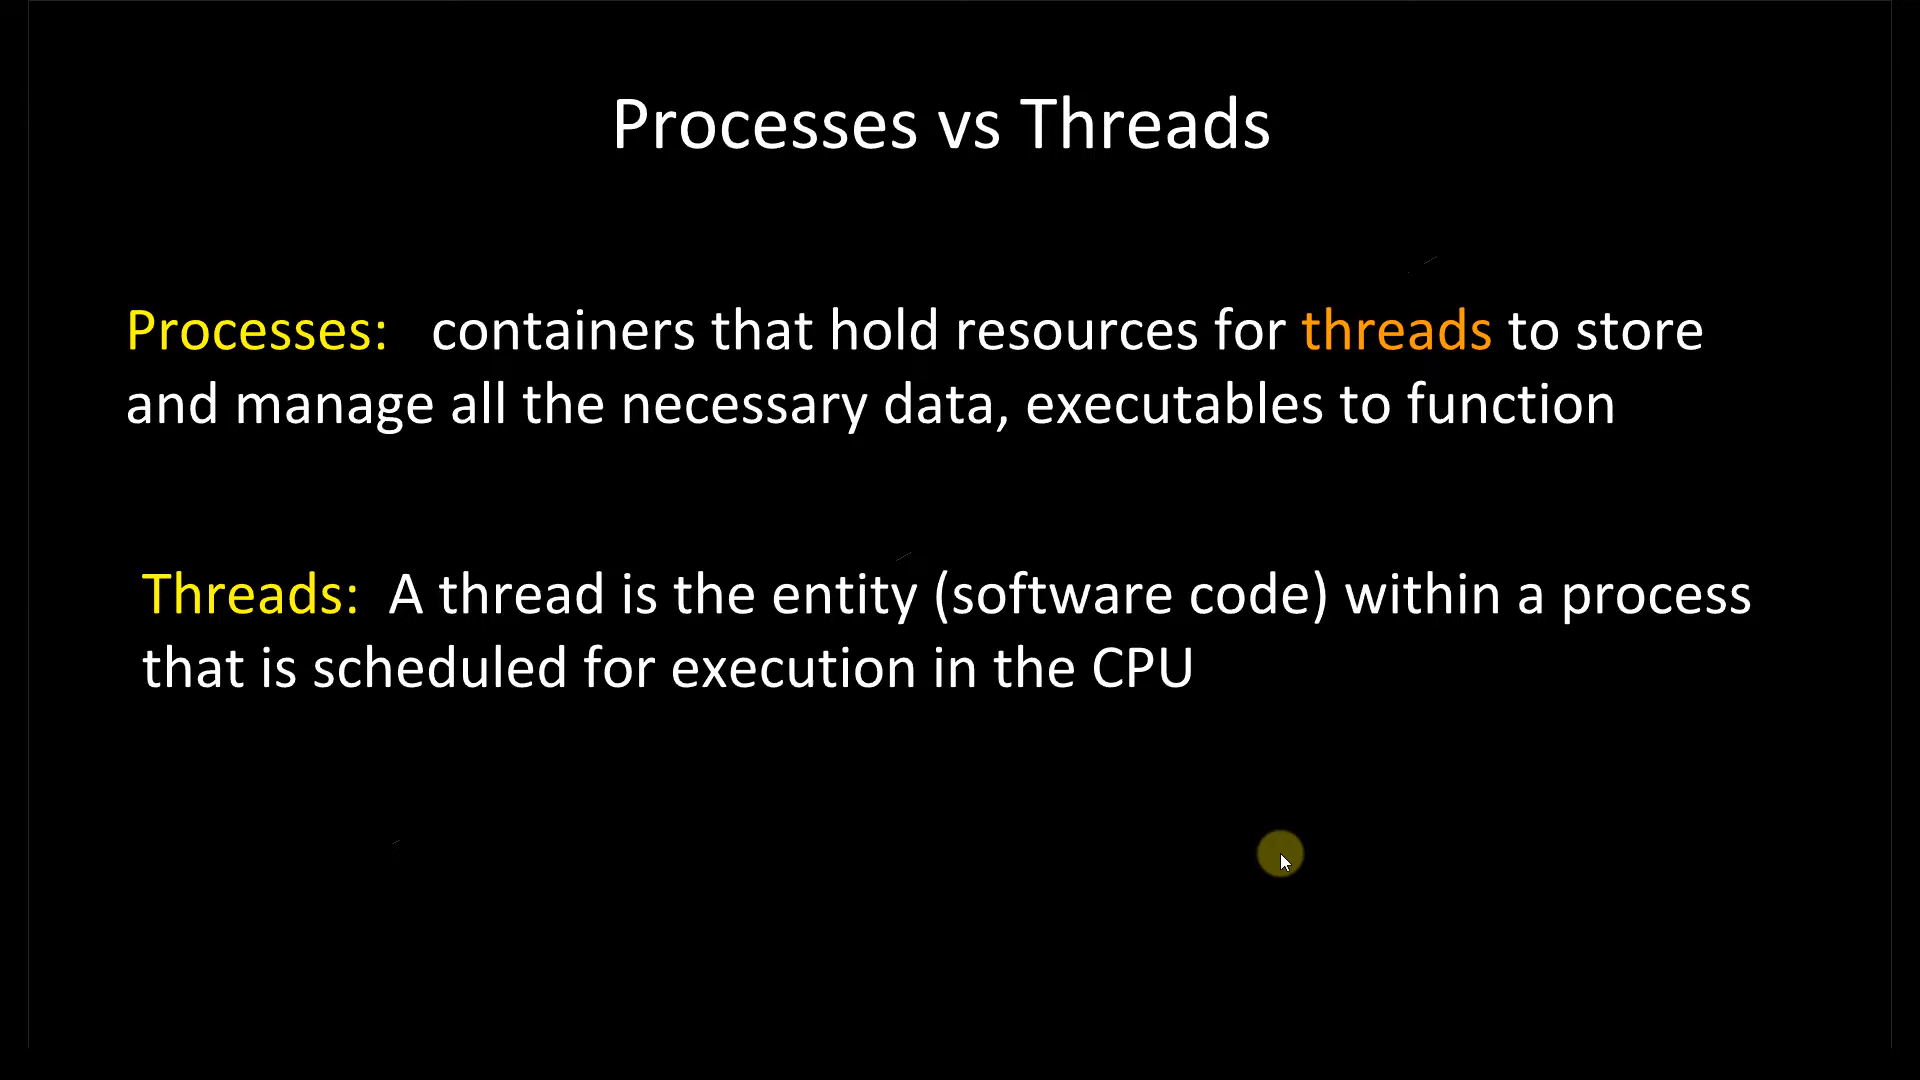 Processes vs Threads
Processes: containers that hold resources for threads to store
and manage all the necessary data, executables to function
Threads: A thread is the entity (software code) within a process
that is scheduled for execution in the CPU